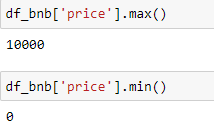 df_bnb['price'].max()
10000
df_bnb['price'].min()
0